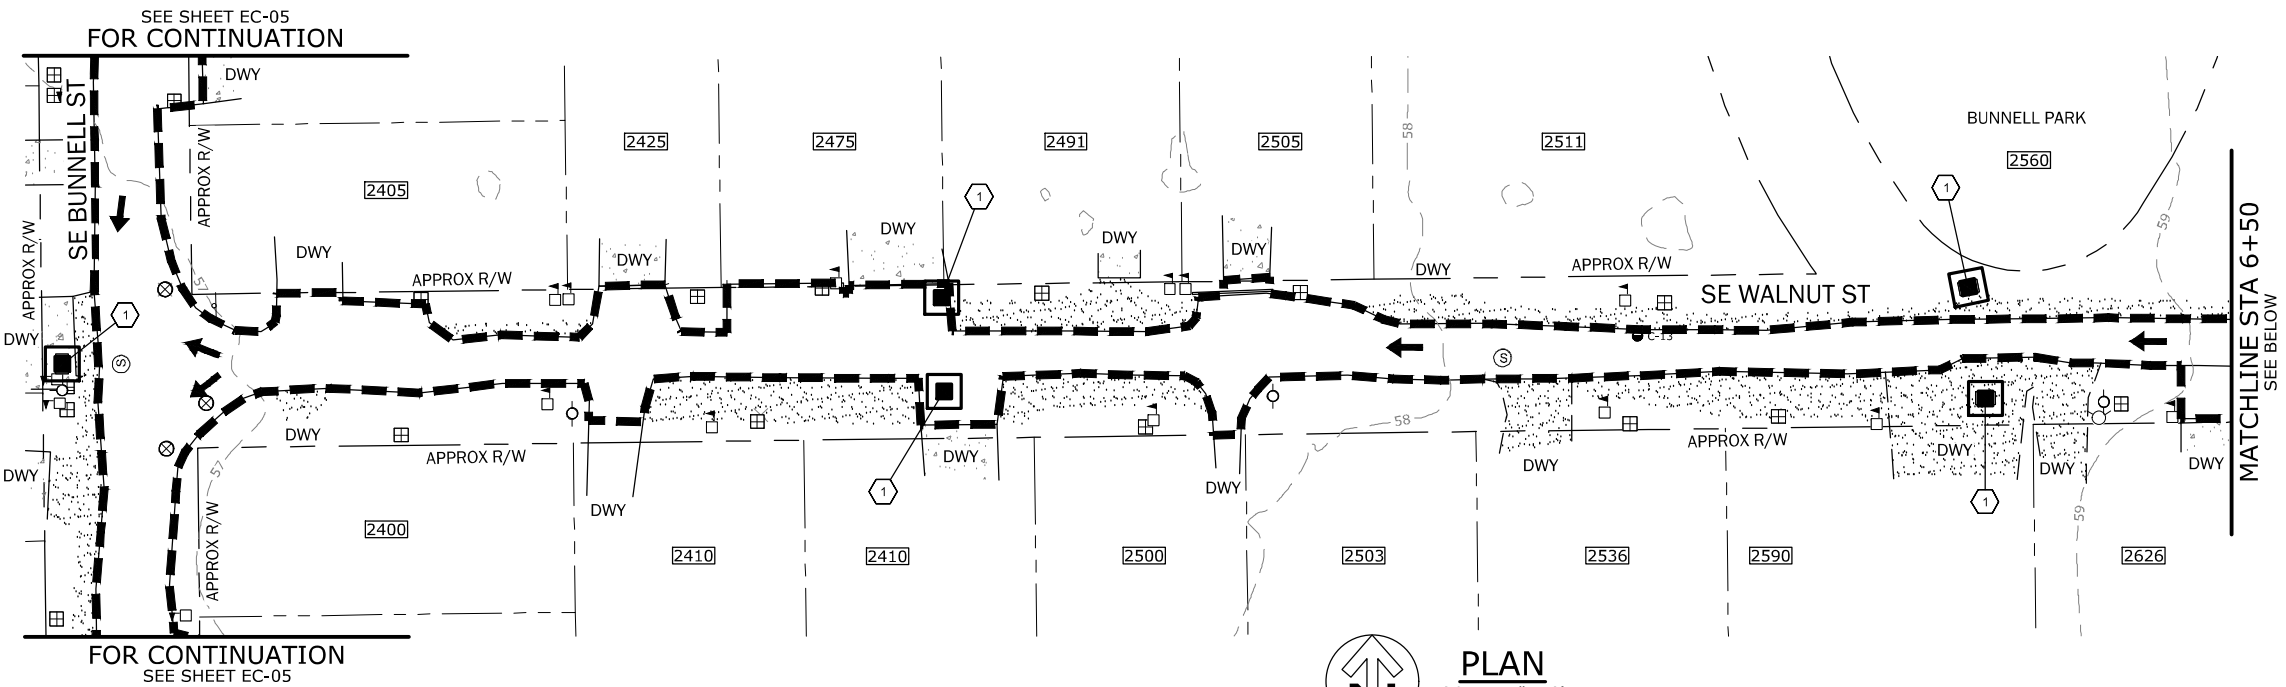 SEE SHEET EC-05
FOR CONTINUATION
DWY
SE BUNNELL ST
APPROX R/W
2405
2425
2475
2491
2505
58
2511
BUNNELL PARK
2560
59
1
1
DWY
DWY
DWY
DWY
DWY
DWY
APPROX R/W
APPROX R/W
APPROX R/W
57
SE WALNUT ST
MATCHLINE STA 6+50
SEE BELOW
1
DWY
S
S
C-13
DWY
DWY
57
APPROX R/W
APPROX R/W
DWY
DWY
1
DWY
58
DWY
APPROX R/W
DWY
DWY
DWY
1
59
2400
2410
2410
2500
2503
2536
2590
2626
FOR CONTINUATION
SEE SHEET EC-05
PLAN